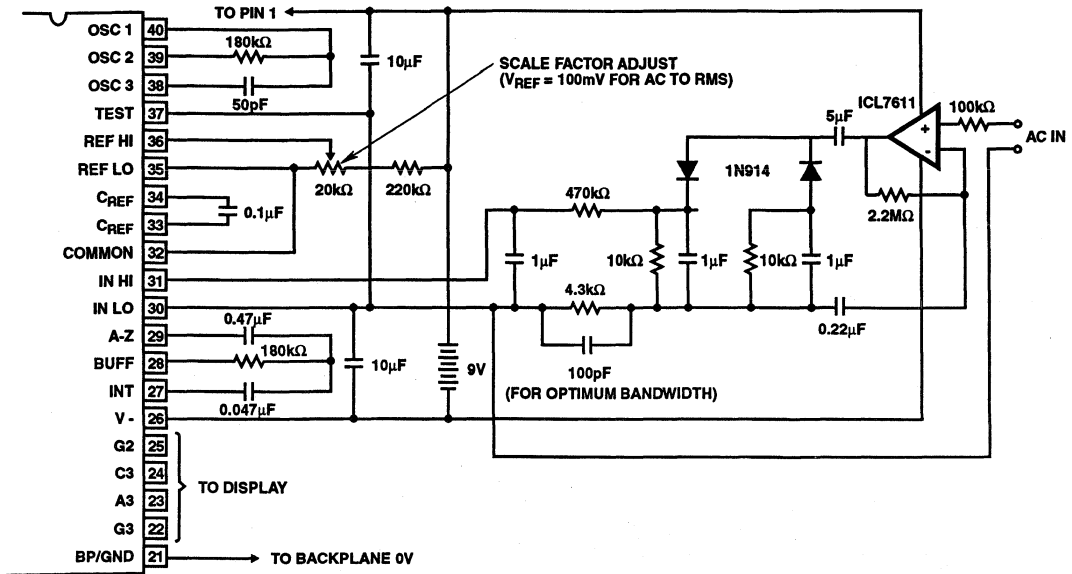 TO PIN 1
OSC 1 40
180kΩ
OSC 2 39
10μF
SCALE FACTOR ADJUST
(VREF = 100mV FOR AC TO RMS)
OSC 3 38
50pF
TEST 37
ICL7611
100kΩ
5μF
+
-
AC IN
REF HI 36
REF LO 35
20kΩ
220kΩ
1N914
2.2MΩ
CREF 34
0.1μF
CREF 33
470kΩ
COMMON 32
1μF
10kΩ
1μF
10kΩ
1μF
IN HI 31
4.3kΩ
IN LO 30
0.22μF
0.47μF
A-Z 29
180kΩ
BUFF 28
10μF
9V
100pF
(FOR OPTIMUM BANDWIDTH)
INT 27
0.047μF
V - 26
G2 25
C3 24
TO DISPLAY
A3 23
G3 22
BP/GND 21
TO BACKPLANE 0V